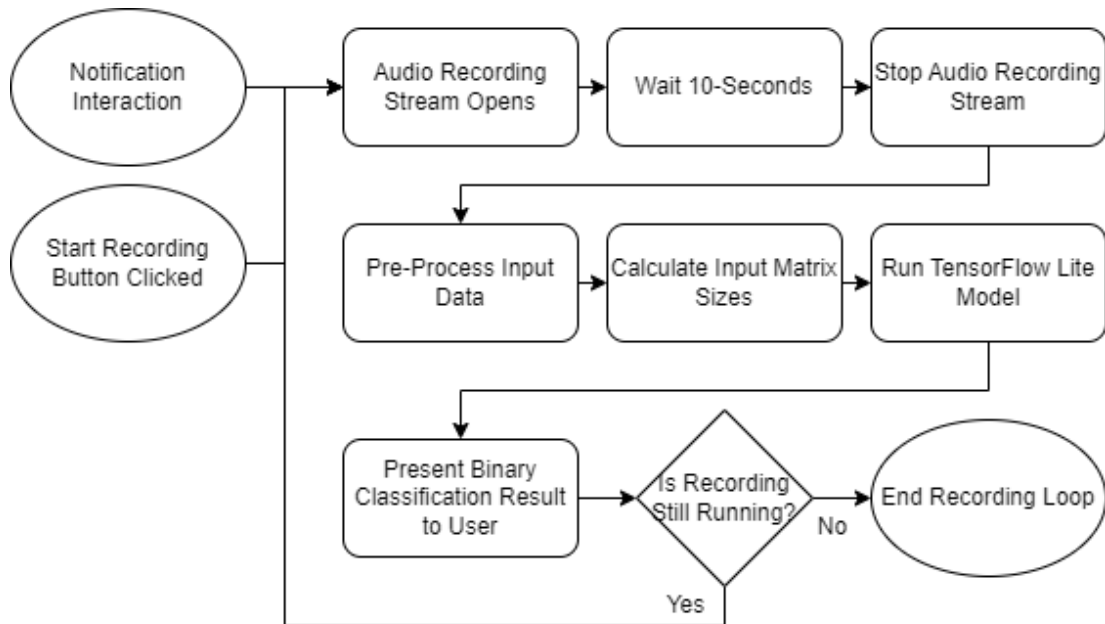 Notification
Interaction
Audio Recording
Stream Opens
Wait 10-Seconds
Stop Audio Recording
Stream
Start Recording
Button Clicked
Pre-Process Input
Data
Calculate Input Matrix
Sizes
Run TensorFlow Lite
Model
Present Binary
Classification Result
to User
Is Recording
Still Running?
No
End Recording Loop
Yes